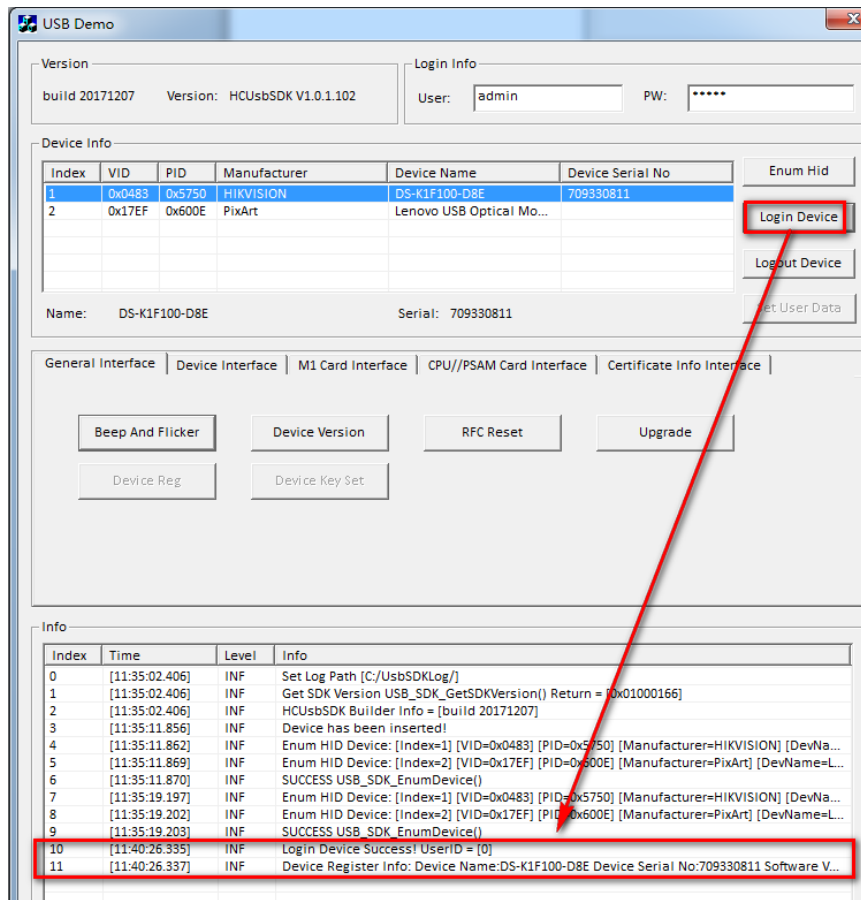 USB Demo
Version
build 20171207 Version: HCUsbSDK V1.0.1.102
Login Info
User: admin PW: •••••
Device Info
Index VID PID Manufacturer Device Name Device Serial No
1 0x0483 0x5750 HIKVISION DS-K1F100-D8E 709330811
2 0x17EF 0x600E PixArt Lenovo USB Optical Mo...
Enum Hid
Login Device
Logout Device
Set User Data
Name: DS-K1F100-D8E Serial: 709330811
General Interface Device Interface M1 Card Interface CPU//PSAM Card Interface Certificate Info Interface
Beep And Flicker Device Version RFC Reset Upgrade
Device Reg Device Key Set
Info
Index Time Level Info
0 [11:35:02.406] INF Set Log Path [C:/UsbSDKLog/]
1 [11:35:02.406] INF Get SDK Version USB_SDK_GetSDKVersion() Return = [0x01000166]
2 [11:35:02.406] INF HCUsbSDK Builder Info = [build 20171207]
3 [11:35:11.856] INF Device has been inserted!
4 [11:35:11.862] INF Enum HID Device: [Index=1] [VID=0x0483] [PID=0x5750] [Manufacturer=HIKVISION] [DevNa...
5 [11:35:11.869] INF Enum HID Device: [Index=2] [VID=0x17EF] [PID=0x600E] [Manufacturer=PixArt] [DevName=L...
6 [11:35:11.870] INF SUCCESS USB_SDK_EnumDevice()
7 [11:35:19.197] INF Enum HID Device: [Index=1] [VID=0x0483] [PID=0x5750] [Manufacturer=HIKVISION] [DevNa...
8 [11:35:19.202] INF Enum HID Device: [Index=2] [VID=0x17EF] [PID=0x600E] [Manufacturer=PixArt] [DevName=L...
9 [11:35:19.203] INF SUCCESS USB_SDK_EnumDevice()
10 [11:40:26.335] INF Login Device Success! UserID = [0]
11 [11:40:26.337] INF Device Register Info: Device Name:DS-K1F100-D8E Device Serial No:709330811 Software V...